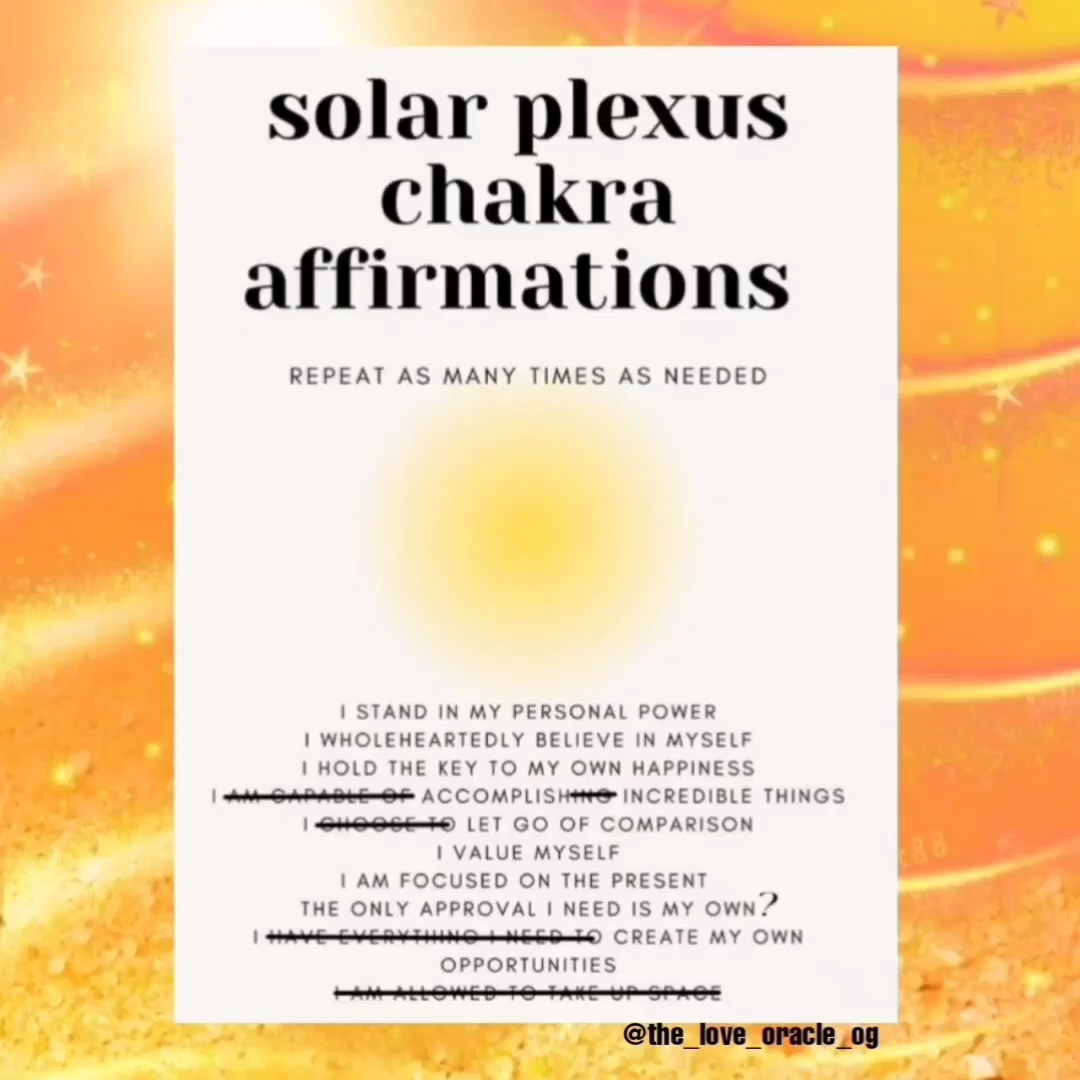 solar plexus
chakra
affirmations
REPEAT AS MANY TIMES AS NEEDED
I STAND IN MY PERSONAL POWER
I WHOLEHEARTEDLY BELIEVE IN MYSELF
I HOLD THE KEY TO MY OWN HAPPINESS
I AM CAPABLE OF ACCOMPLISHING INCREDIBLE THINGS
I CHOOSE TO LET GO OF COMPARISON
I VALUE MYSELF
I AM FOCUSED ON THE PRESENT
THE ONLY APPROVAL I NEED IS MY OWN?
I HAVE EVERYTHING I NEED TO CREATE MY OWN
OPPORTUNITIES
I AM ALLOWED TO TAKE UP SPACE
@the_love_oracle_og